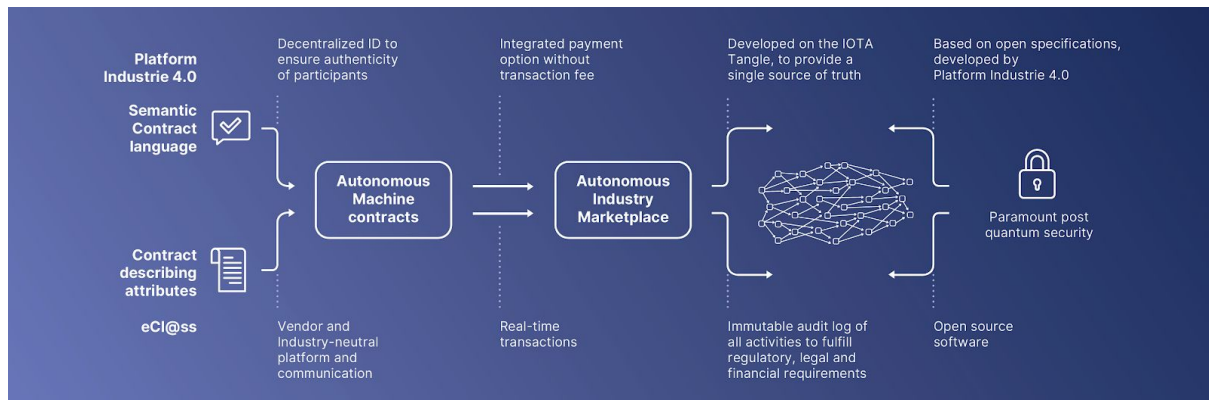 Platform
Industrie 4.0
Semantic
Contract
language
Contract
describing
attributes
eCl@ss
Decentralized ID to
ensure authenticity
of participants
Vendor and
Industry-neutral
platform and
communication
Autonomous
Machine
contracts
Integrated payment
option without
transaction fee
Real-time
transactions
Autonomous
Industry
Marketplace
Developed on the IOTA
Tangle, to provide a
single source of truth
Immutable audit log of
all activities to fulfill
regulatory, legal and
financial requirements
Based on open specifications,
developed by
Platform Industrie 4.0
Open source
software
Paramount post
quantum security